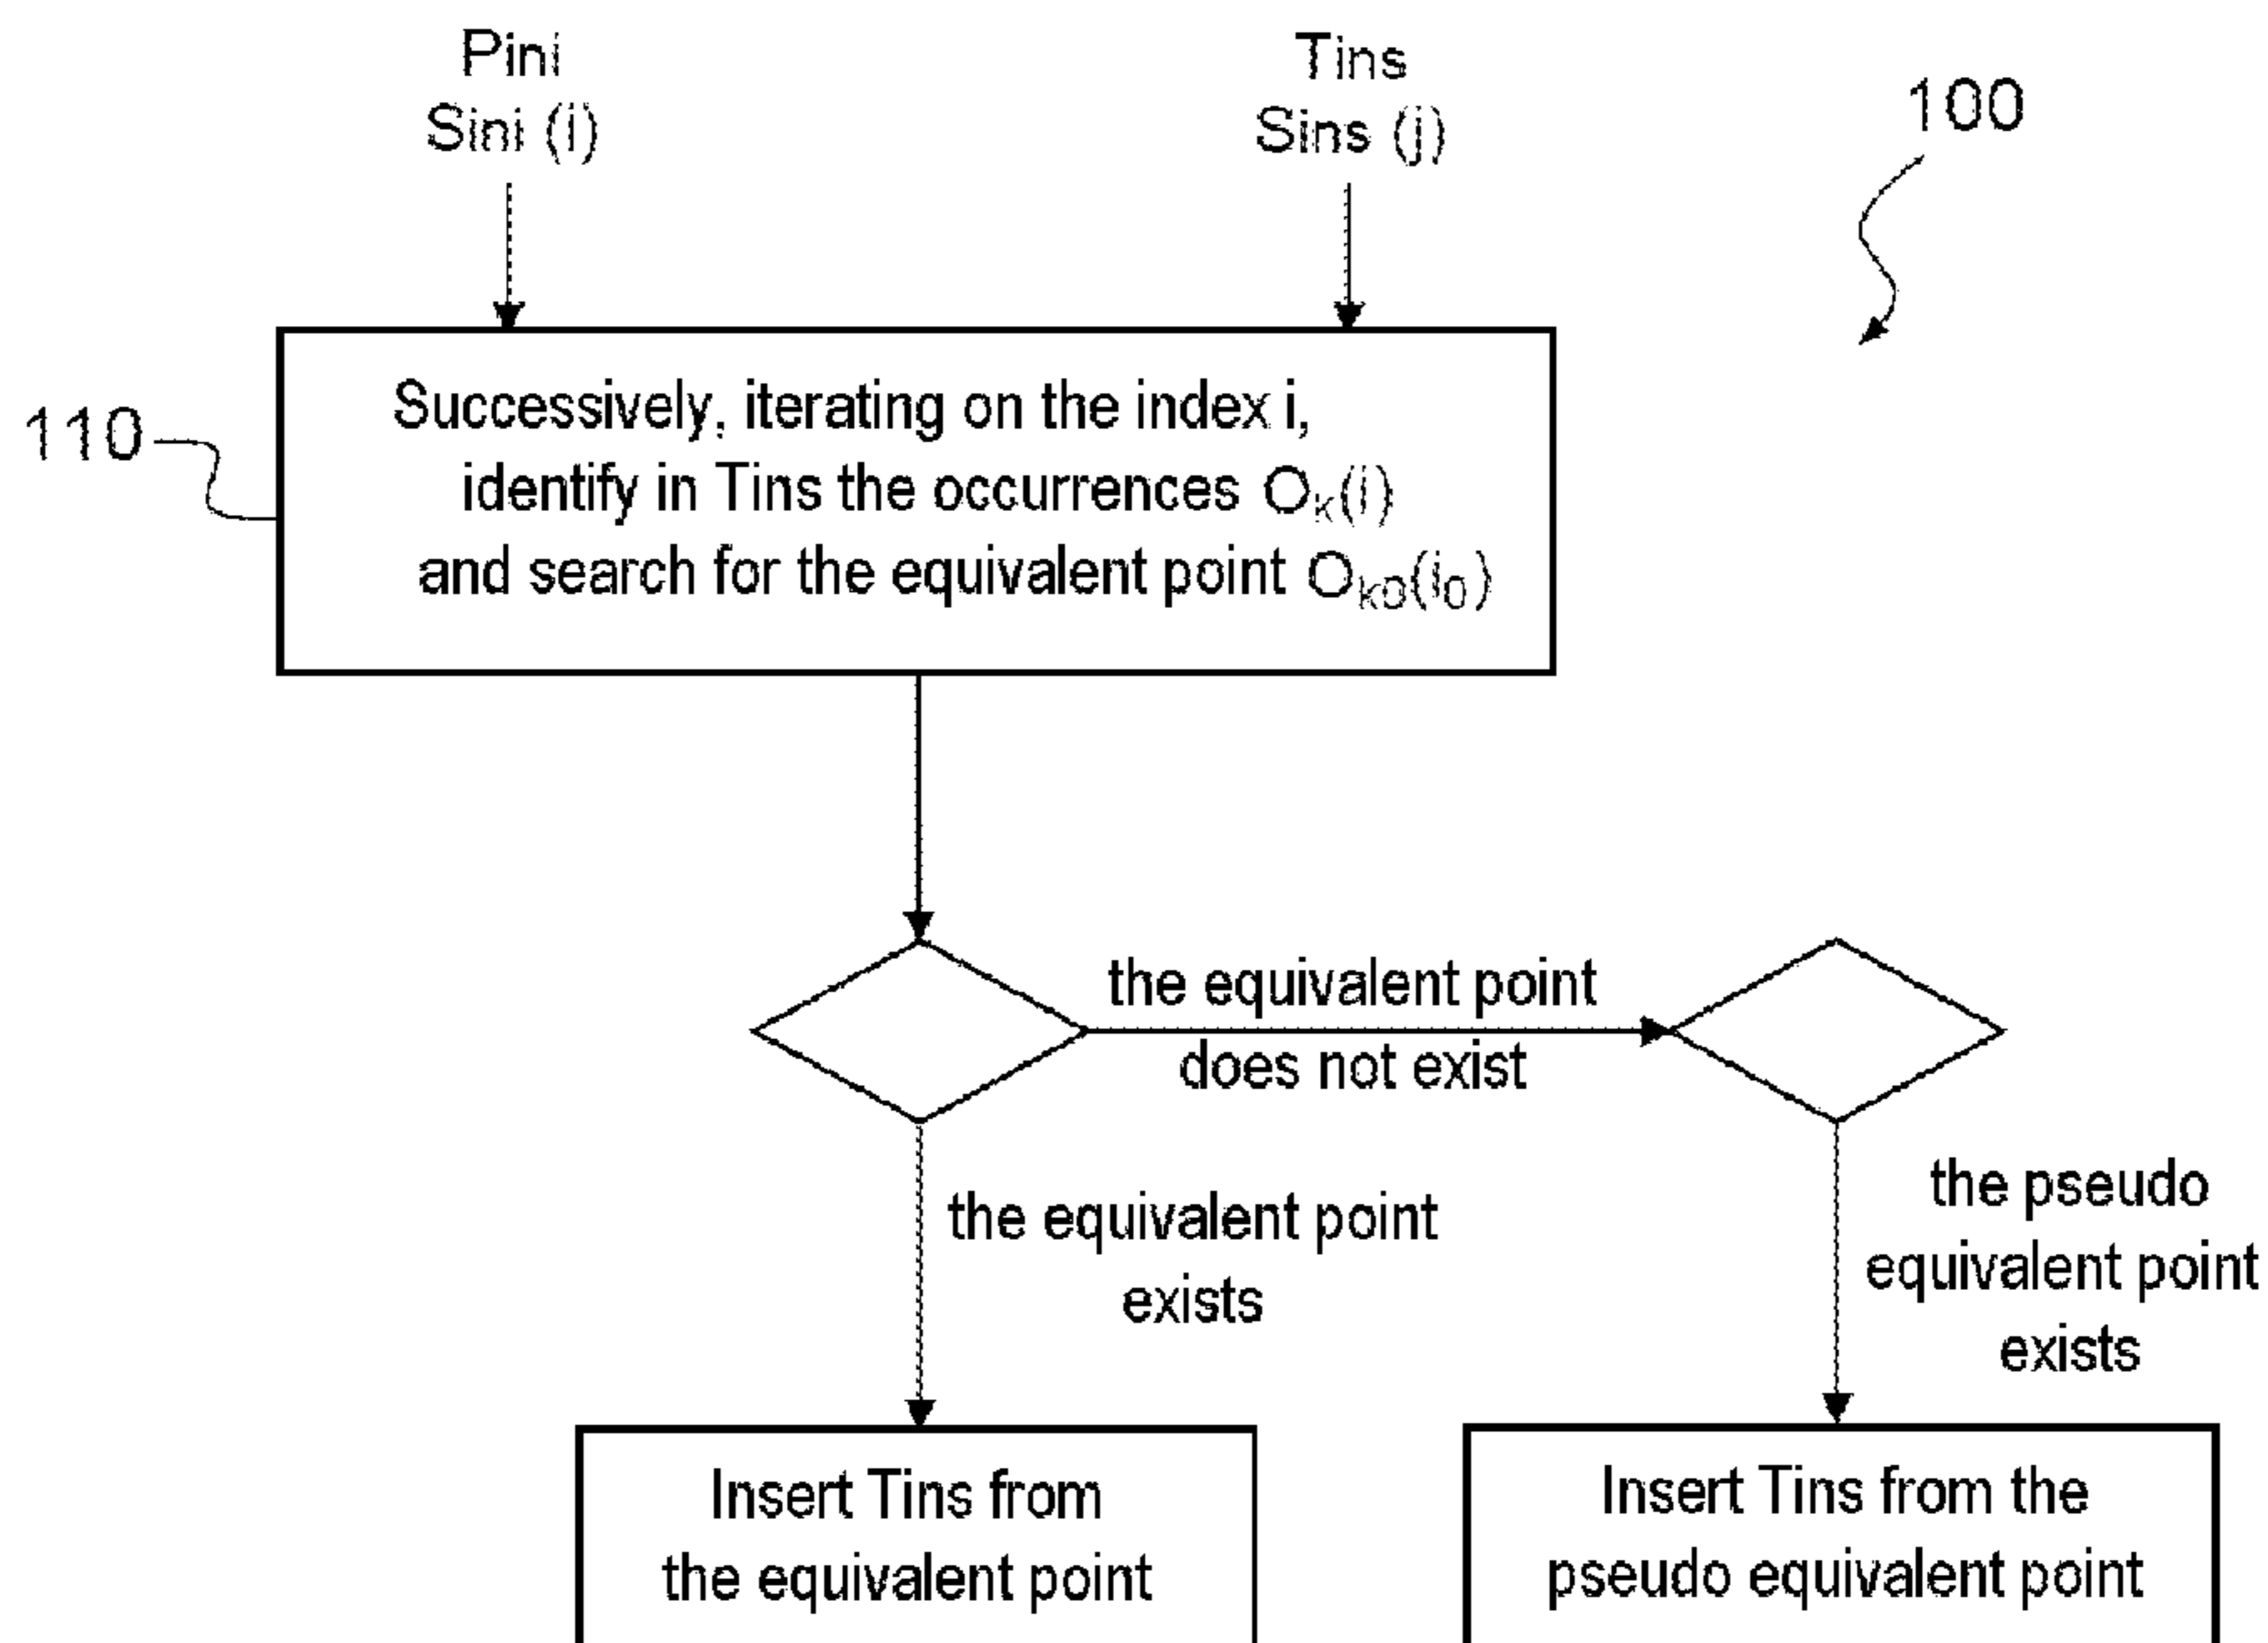 Pini
Sini (i)
Tins
Sins (j)
100
110
Successively, iterating on the index i,
identify in Tins the occurrences Oₖ(i)
and search for the equivalent point Oₖ₀(i₀)
the equivalent point
does not exist
the equivalent point
exists
the pseudo
equivalent point
exists
Insert Tins from
the equivalent point
Insert Tins from the
pseudo equivalent point